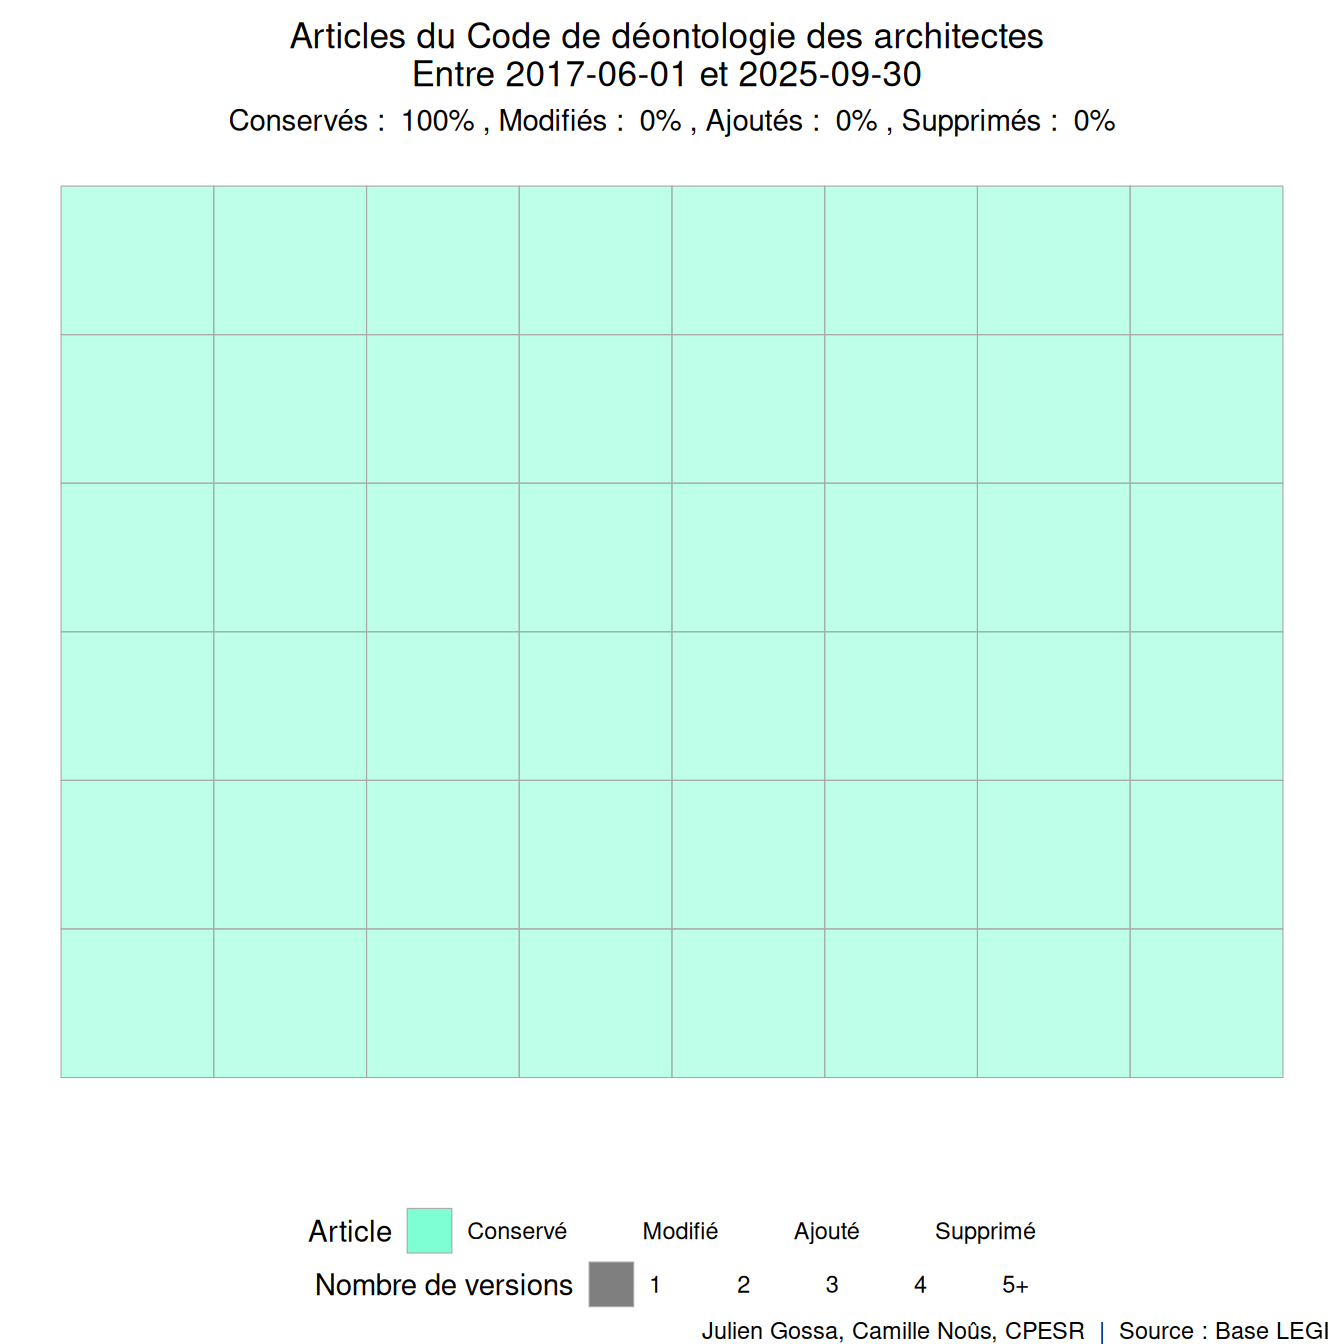 Articles du Code de déontologie des architectes
Entre 2017-06-01 et 2025-09-30
Conservés :  100% , Modifiés :  0% , Ajoutés :  0% , Supprimés :  0%
Article Conservé Modifié Ajouté Supprimé
Nombre de versions 1 2 3 4 5+
Julien Gossa, Camille Noûs, CPESR | Source : Base LEGI